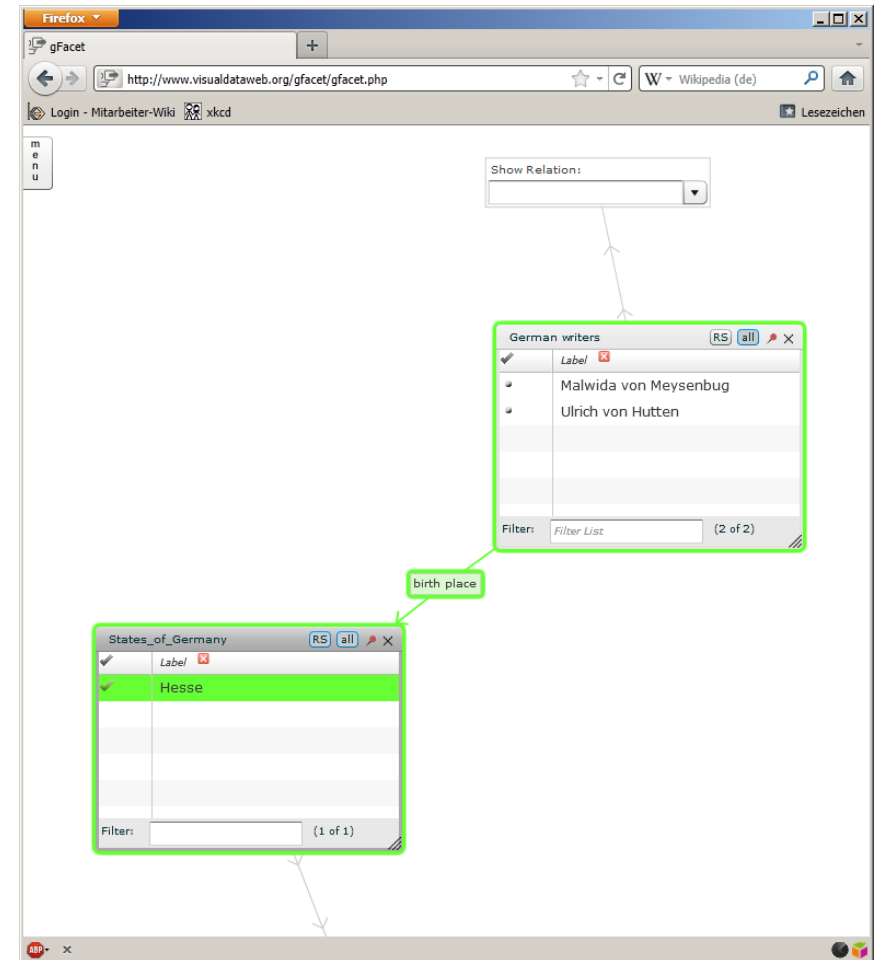 Firefox
gFacet
http://www.visualdataweb.org/gfacet/gfacet.php
W Wikipedia (de)
Login - Mitarbeiter-Wiki xkcd Lesezeichen
menu
Show Relation:
German writers RS all
Label
Malwida von Meysenbug
Ulrich von Hutten
Filter: Filter List (2 of 2)
birth place
States_of_Germany RS all
Label
Hesse
Filter: (1 of 1)
ABP